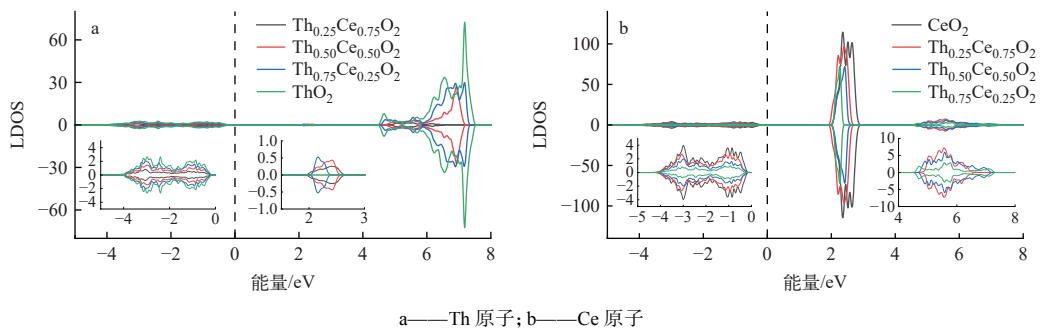 a
Th0.25Ce0.75O2
Th0.50Ce0.50O2
Th0.75Ce0.25O2
ThO2
LDOS
60
30
0
−30
−60
4
2
0
−2
−4
−4 −2 0
1.0
0.5
0
−0.5
−1.0
2 3
−4 −2 0 2 4 6 8
能量/eV
b
CeO2
Th0.25Ce0.75O2
Th0.50Ce0.50O2
Th0.75Ce0.25O2
LDOS
100
50
0
−50
−100
4
2
0
−2
−4
−5 −4 −3 −2 −1 0
10
5
0
−5
−10
4 6 8
−4 −2 0 2 4 6 8
能量/eV
a——Th 原子; b——Ce 原子